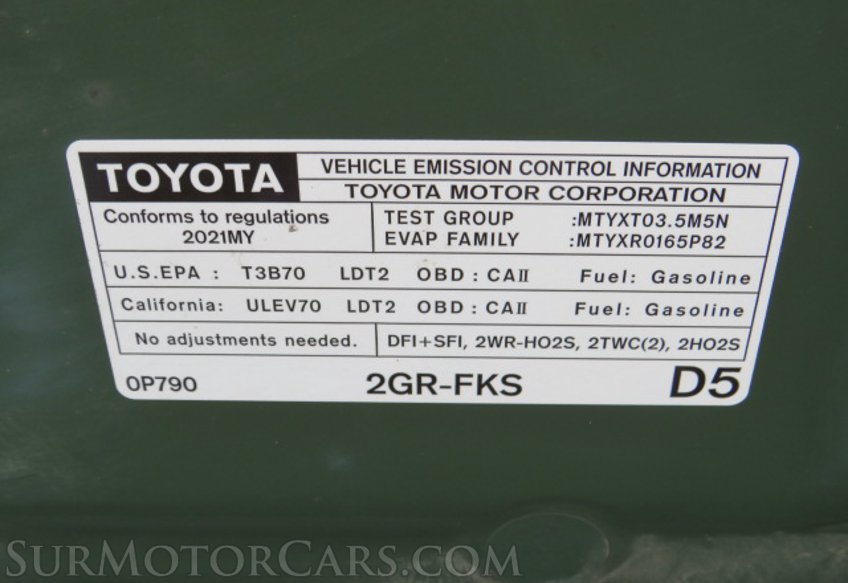 TOYOTA VEHICLE EMISSION CONTROL INFORMATION
TOYOTA MOTOR CORPORATION
Conforms to regulations
2021MY
TEST GROUP :MTYXT03.5M5N
EVAP FAMILY :MTYXR0165P82
U.S.EPA : T3B70 LDT2 OBD : CAII Fuel: Gasoline
California: ULEV70 LDT2 OBD : CAII Fuel: Gasoline
No adjustments needed. DFI+SFI, 2WR-HO2S, 2TWC(2), 2HO2S
0P790 2GR-FKS D5
SURMOTORCARS.COM